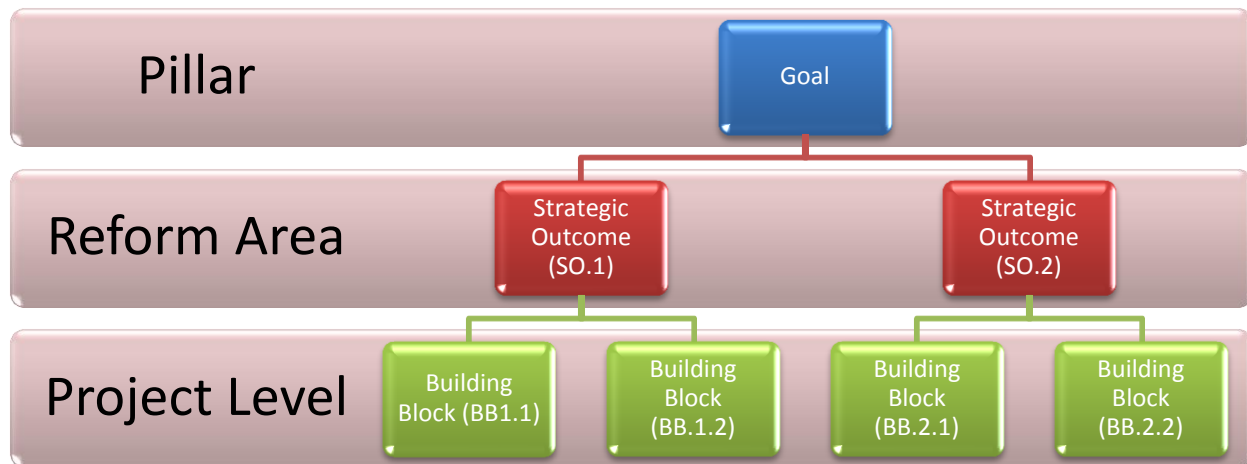 Pillar
Goal
Reform Area
Strategic
Outcome
(SO.1)
Strategic
Outcome
(SO.2)
Project Level
Building
Block (BB1.1)
Building
Block
(BB.1.2)
Building
Block
(BB.2.1)
Building
Block
(BB.2.2)